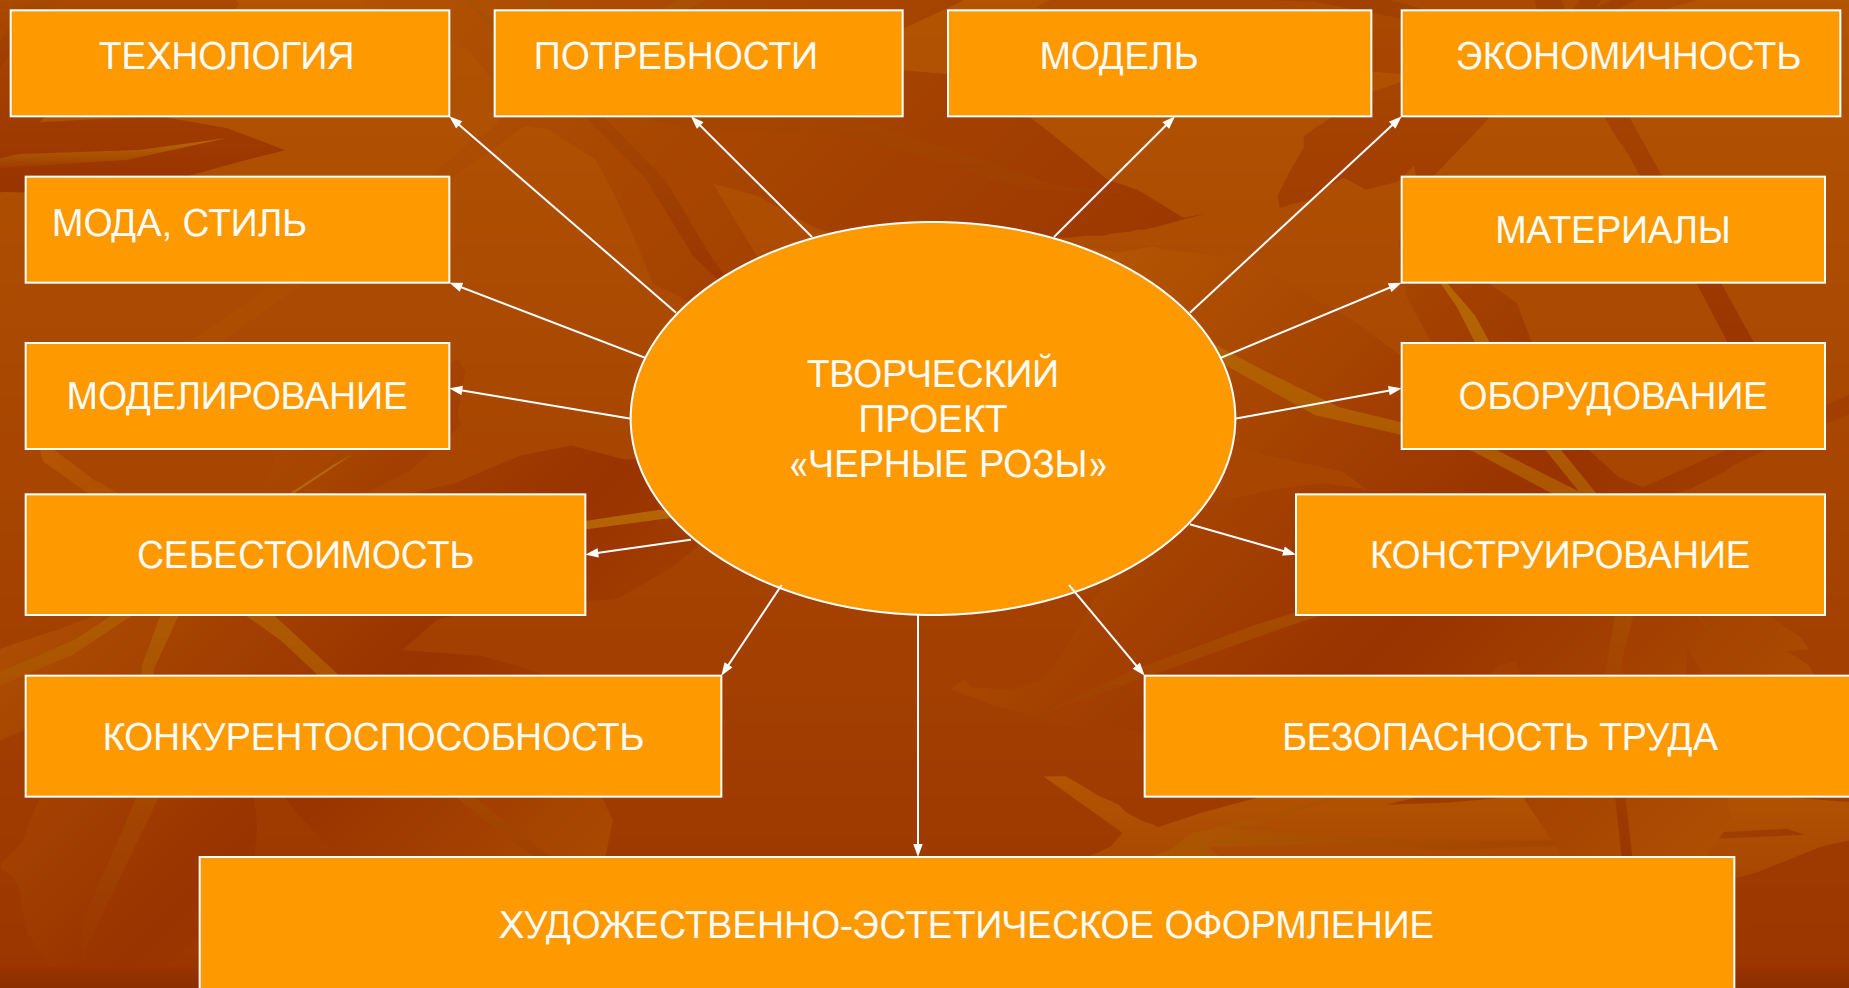 ТЕХНОЛОГИЯ
ПОТРЕБНОСТИ
МОДЕЛЬ
ЭКОНОМИЧНОСТЬ
МОДА, СТИЛЬ
МАТЕРИАЛЫ
МОДЕЛИРОВАНИЕ
ТВОРЧЕСКИЙ
ПРОЕКТ
«ЧЕРНЫЕ РОЗЫ»
ОБОРУДОВАНИЕ
СЕБЕСТОИМОСТЬ
КОНСТРУИРОВАНИЕ
КОНКУРЕНТОСПОСОБНОСТЬ
БЕЗОПАСНОСТЬ ТРУДА
ХУДОЖЕСТВЕННО-ЭСТЕТИЧЕСКОЕ ОФОРМЛЕНИЕ